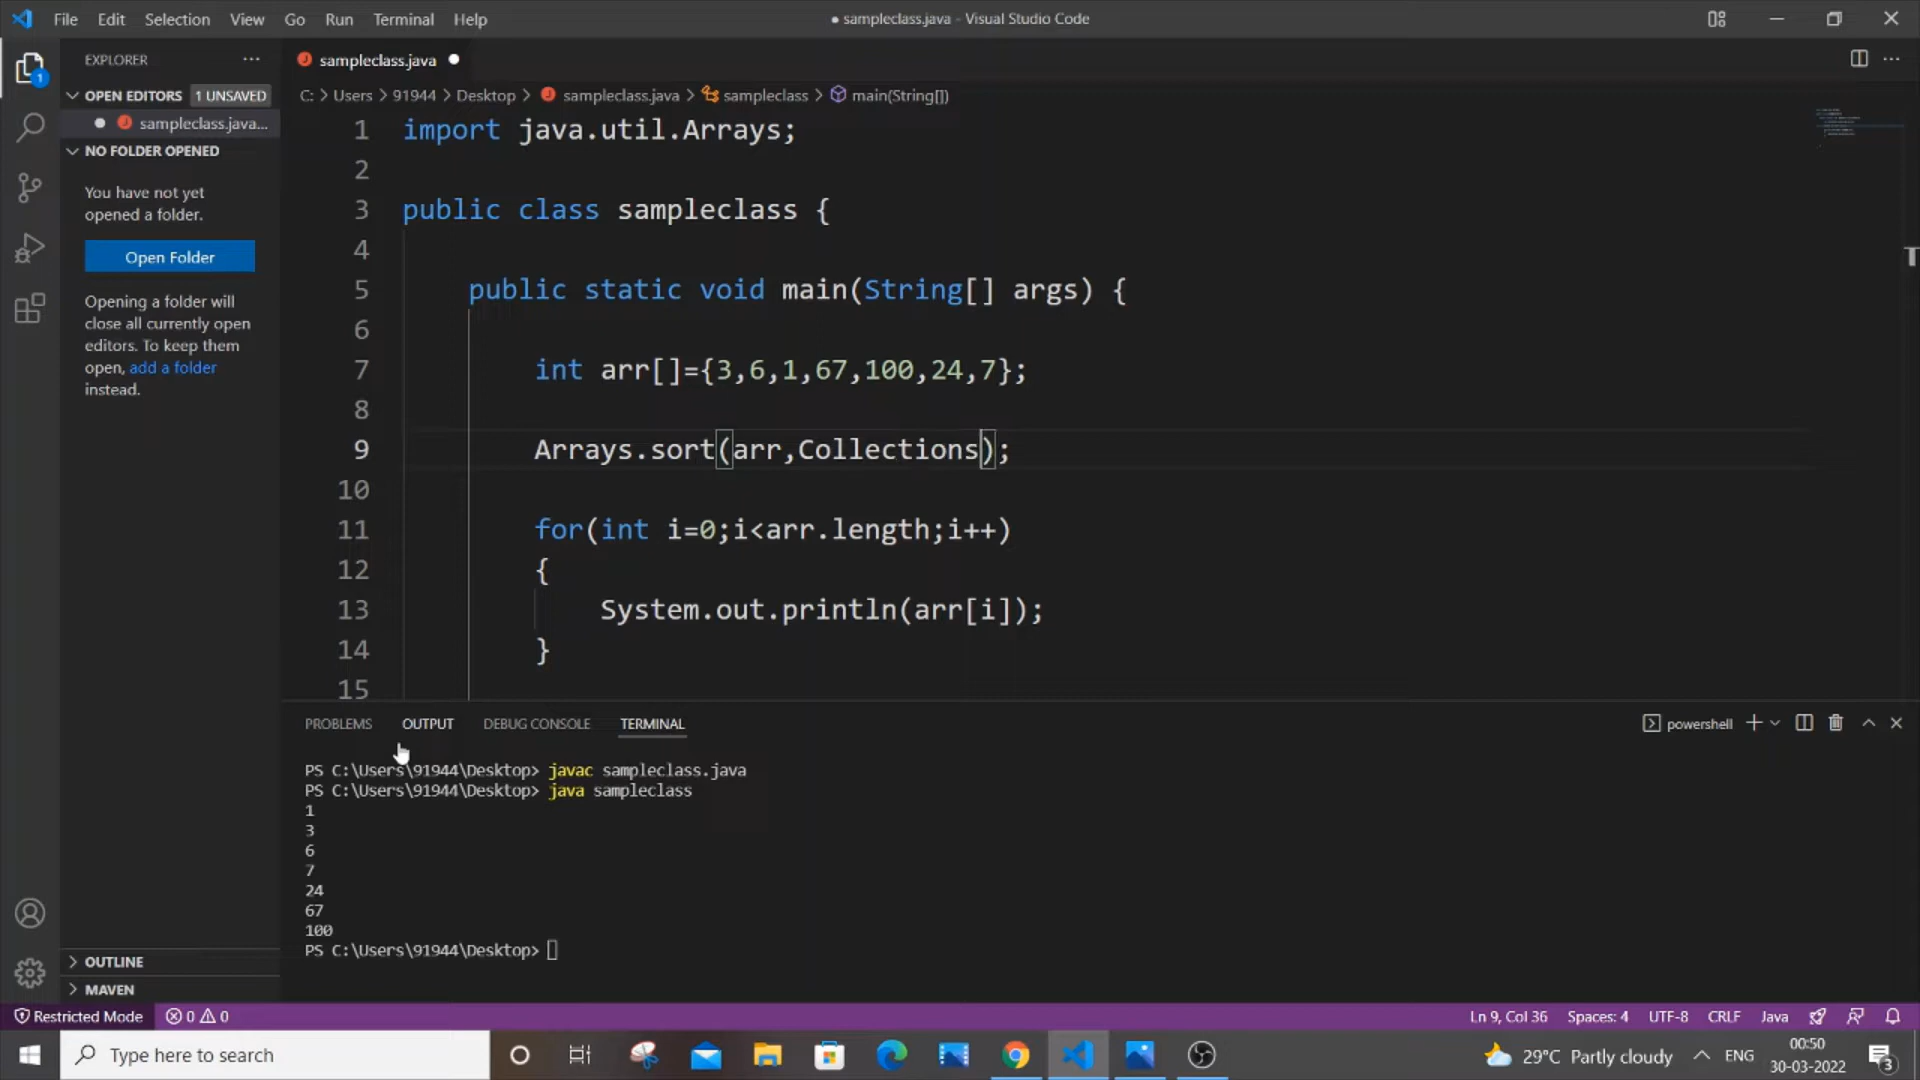 File Edit Selection View Go Run Terminal Help
● sampleclass.java - Visual Studio Code
EXPLORER
sampleclass.java ●
OPEN EDITORS 1 UNSAVED
C: > Users > 91944 > Desktop > sampleclass.java > sampleclass > main(String[])
● sampleclass.java...
NO FOLDER OPENED
You have not yet
opened a folder.
Open Folder
Opening a folder will
close all currently open
editors. To keep them
open, add a folder
instead.
OUTLINE
MAVEN
1 import java.util.Arrays;
2
3 public class sampleclass {
4
5 public static void main(String[] args) {
6
7 int arr[]={3,6,1,67,100,24,7};
8
9 Arrays.sort(arr,Collections);
10
11 for(int i=0;i<arr.length;i++)
12 {
13 System.out.println(arr[i]);
14 }
15
PROBLEMS OUTPUT DEBUG CONSOLE TERMINAL
powershell
PS C:\Users\91944\Desktop> javac sampleclass.java
PS C:\Users\91944\Desktop> java sampleclass
1
3
6
7
24
67
100
PS C:\Users\91944\Desktop>
Restricted Mode 0 0
Ln 9, Col 36 Spaces: 4 UTF-8 CRLF Java
Type here to search
29°C Partly cloudy ENG
00:50
30-03-2022
3